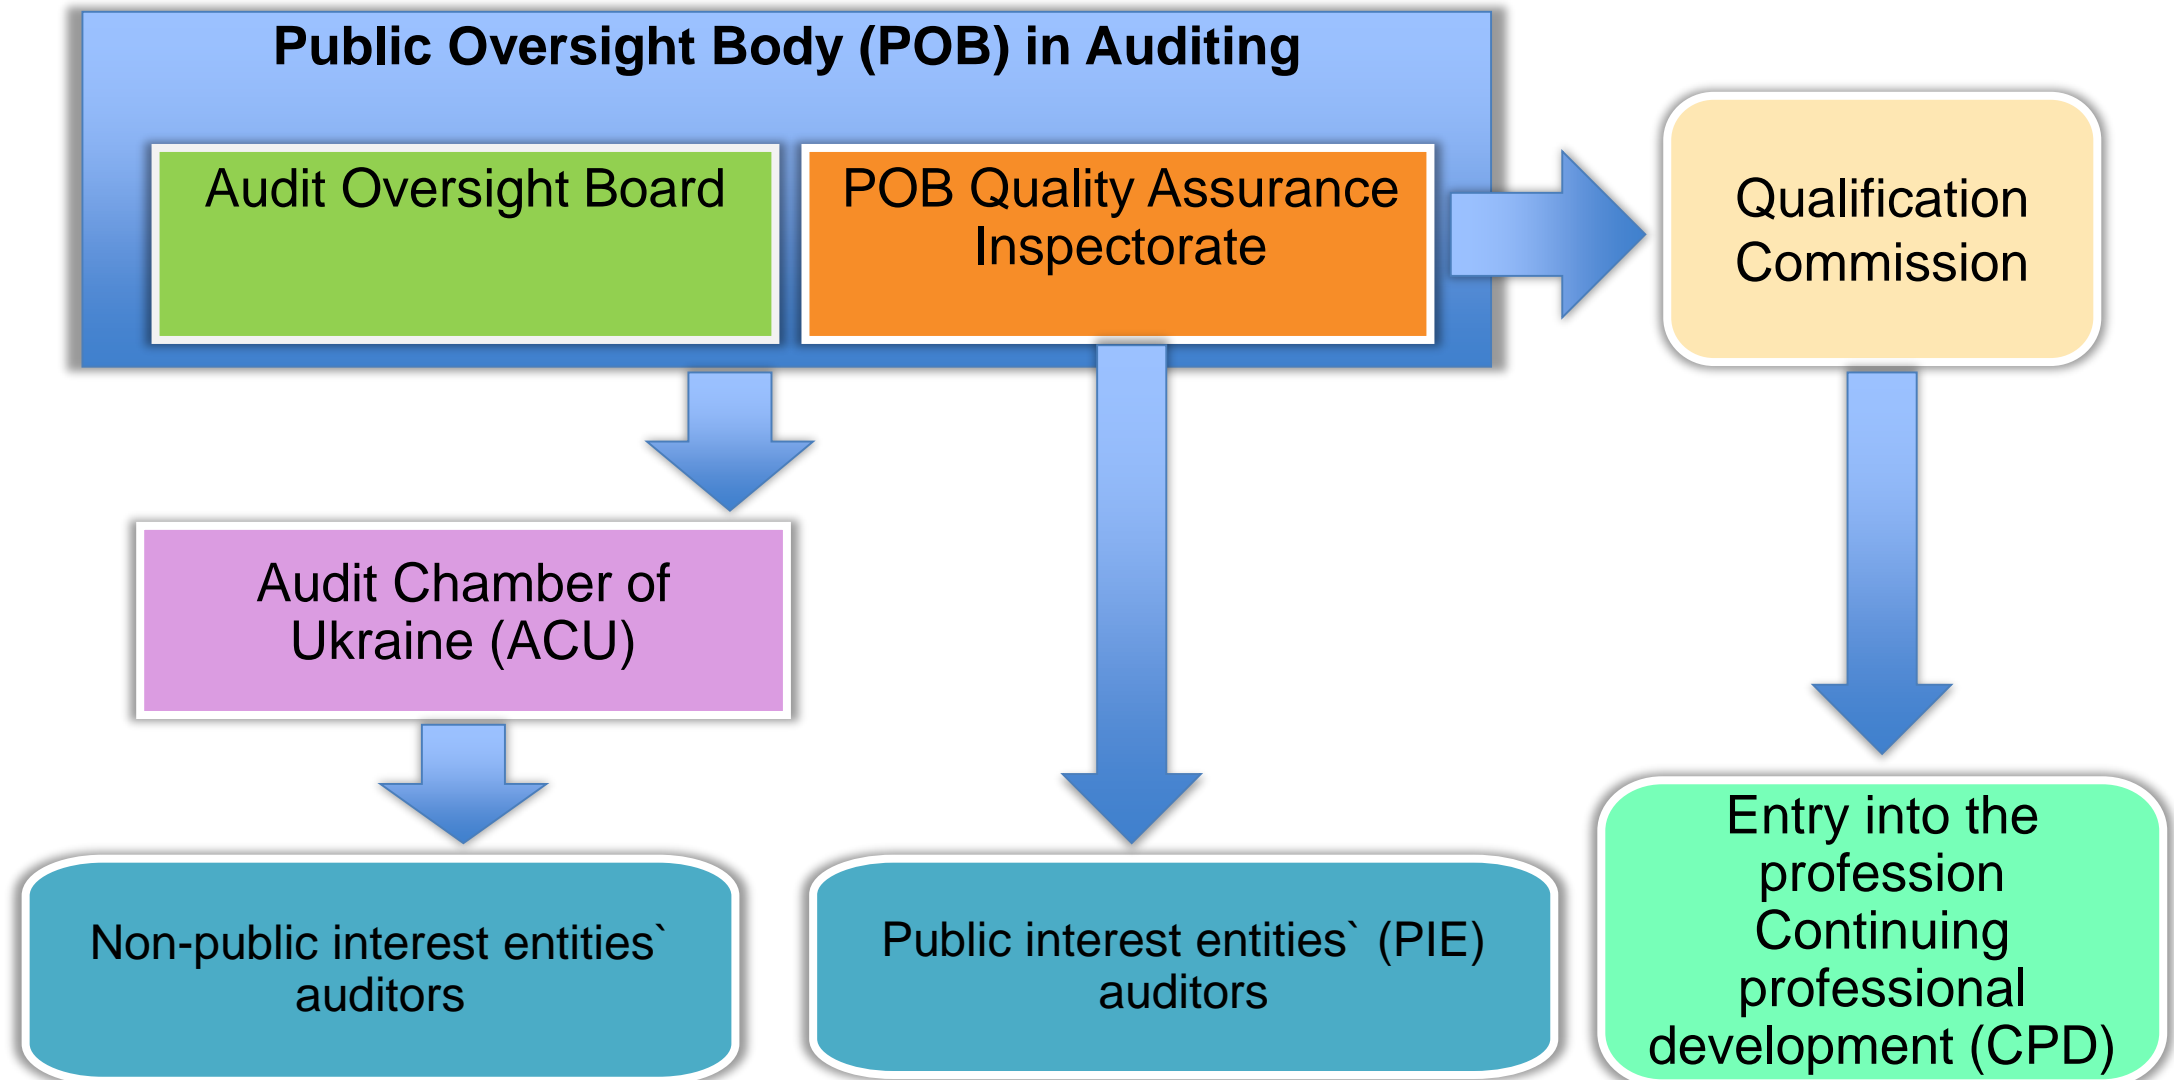 Public Oversight Body (POB) in Auditing
Audit Oversight Board
POB Quality Assurance
Inspectorate
Qualification
Commission
Audit Chamber of
Ukraine (ACU)
Non-public interest entities`
auditors
Public interest entities` (PIE)
auditors
Entry into the
profession
Continuing
professional
development (CPD)